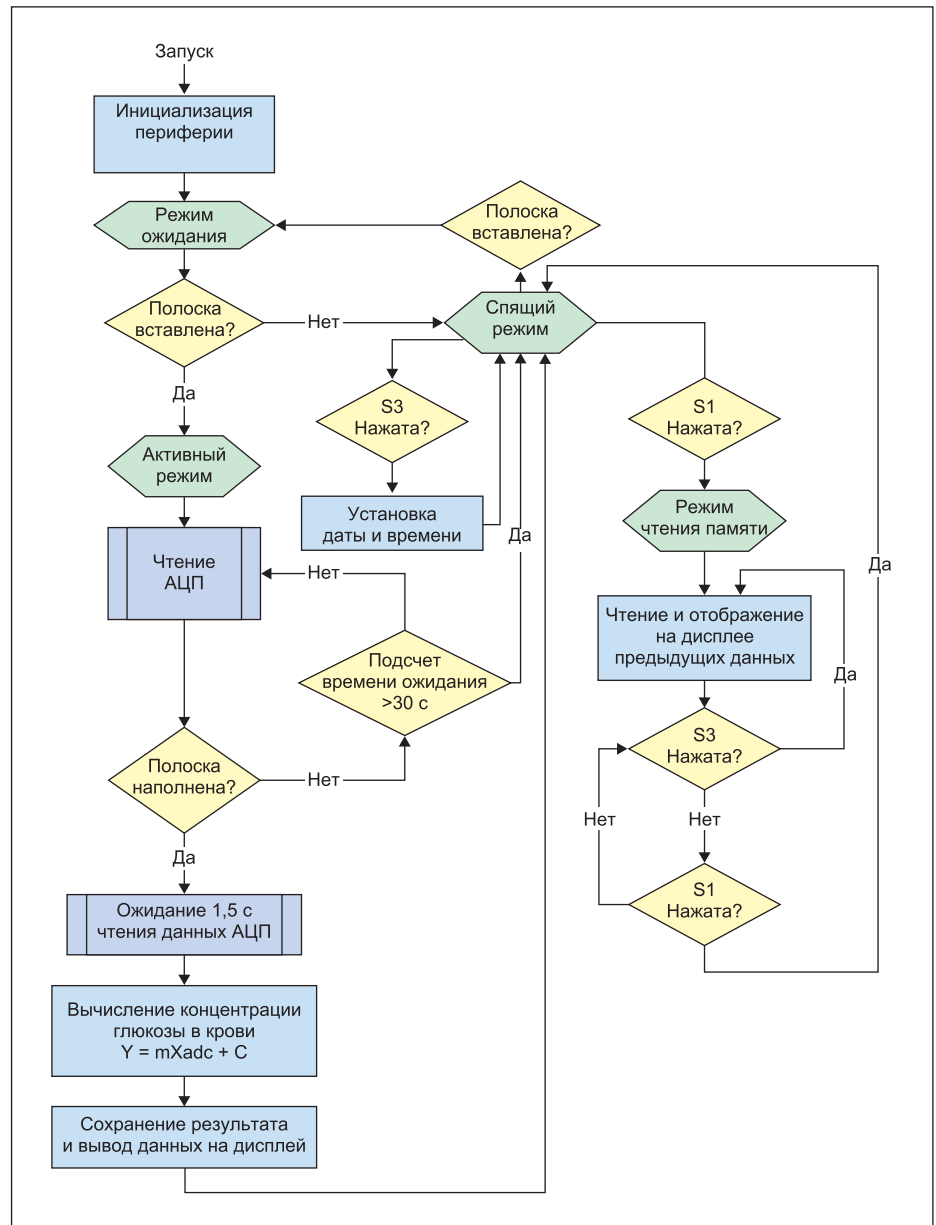 Запуск
Инициализация
периферии
Режим
ожидания
Полоска
вставлена?
Полоска
вставлена?
Нет
Спящий
режим
Да
S3
Нажата?
S1
Нажата?
Активный
режим
Установка
даты и времени
Да
Режим
чтения памяти
Чтение
АЦП
Нет
Да
Чтение и отображение
на дисплее
предыдущих данных
Подсчет
времени ожидания
>30 с
Да
S3
Нажата?
Полоска
наполнена?
Нет
Нет
Нет
Да
S1
Нажата?
Ожидание 1,5 с
чтения данных АЦП
Вычисление концентрации
глюкозы в крови
Y = mXadc + C
Сохранение результата
и вывод данных на дисплей